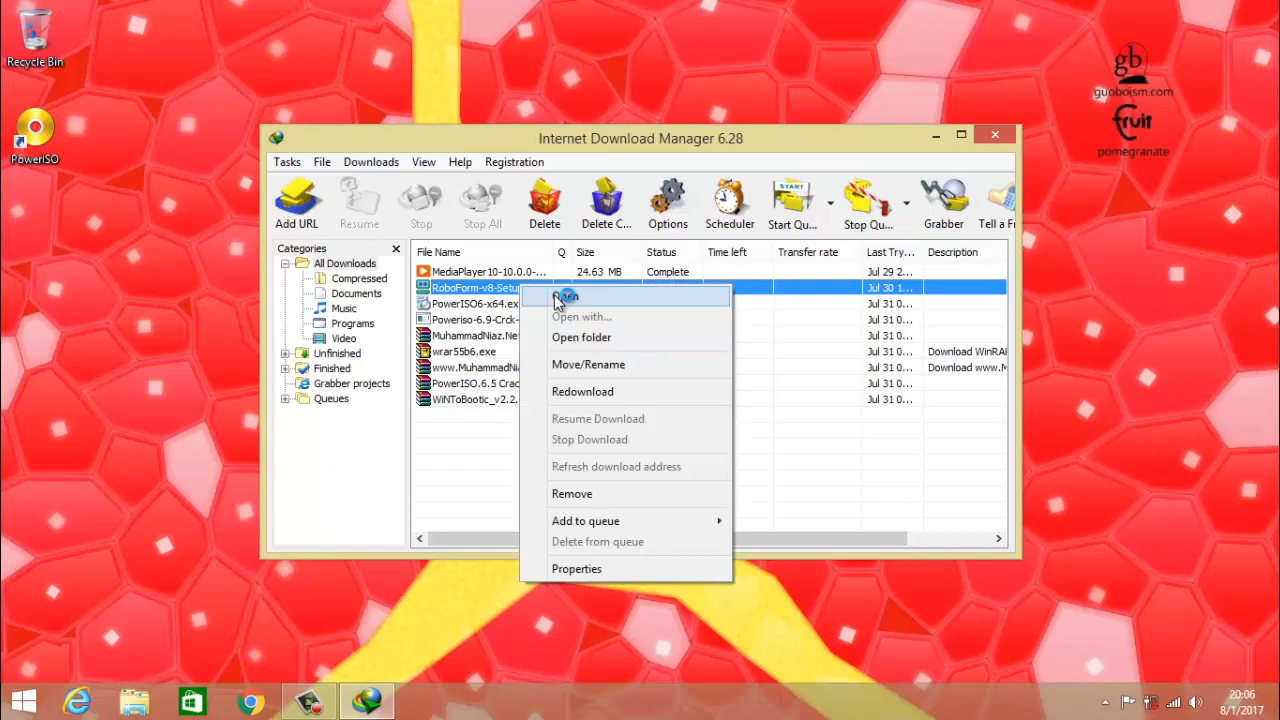 Recycle Bin
PowerISO
gb
guoboism.com
fruit
pomegranate
Internet Download Manager 6.28
Tasks File Downloads View Help Registration
Add URL Resume Stop Stop All Delete Delete C... Options Scheduler Start Qu... Stop Qu... Grabber Tell a Fr
Categories
All Downloads
Compressed
Documents
Music
Programs
Video
Unfinished
Finished
Grabber projects
Queues
File Name Q Size Status Time left Transfer rate Last Try... Description
MediaPlayer10-10.0.0-... 24.63 MB Complete Jul 29 2...
RoboForm-v8-Setu Jul 30 1...
PowerISO6-x64.ex Jul 31 0...
Poweriso-6.9-Crck- Jul 31 0...
MuhammadNiaz.Net Jul 31 0...
wrar55b6.exe Jul 31 0... Download WinRA
www.MuhammadNia Jul 31 0... Download www.M
PowerISO.6.5 Crac Jul 31 0...
WiNToBootic_v2.2. Jul 31 0...
Open with...
Open folder
Move/Rename
Redownload
Resume Download
Stop Download
Refresh download address
Remove
Add to queue
Delete from queue
Properties
20:06
8/1/2017